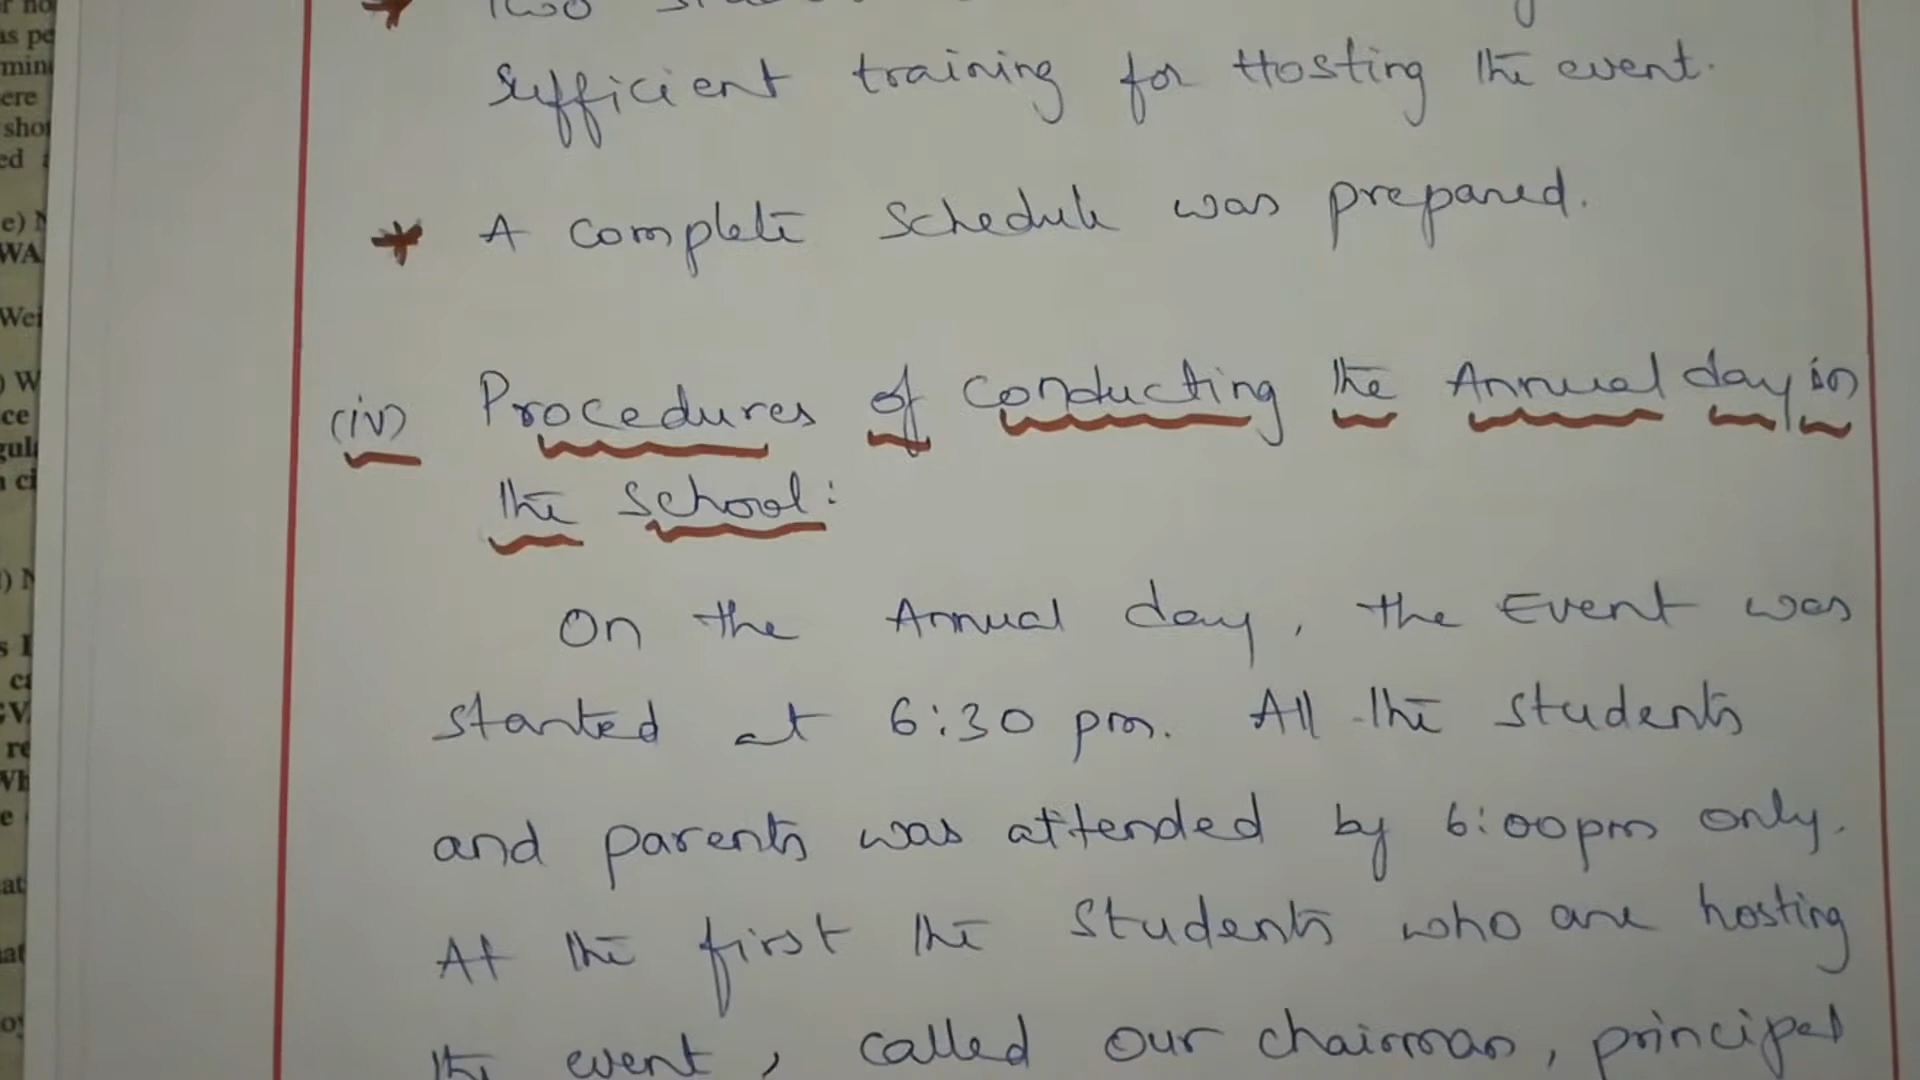 Two
sufficient training for Hosting the event.
A complete Schedule was prepared.
(iv) Procedures of conducting the Annual day in
the School:
On the Annual day, the Event was
started at 6:30 pm. All the students
and parents was attended by 6:00pm only.
At the first the Students who are hosting
the event, called our chairman, principal